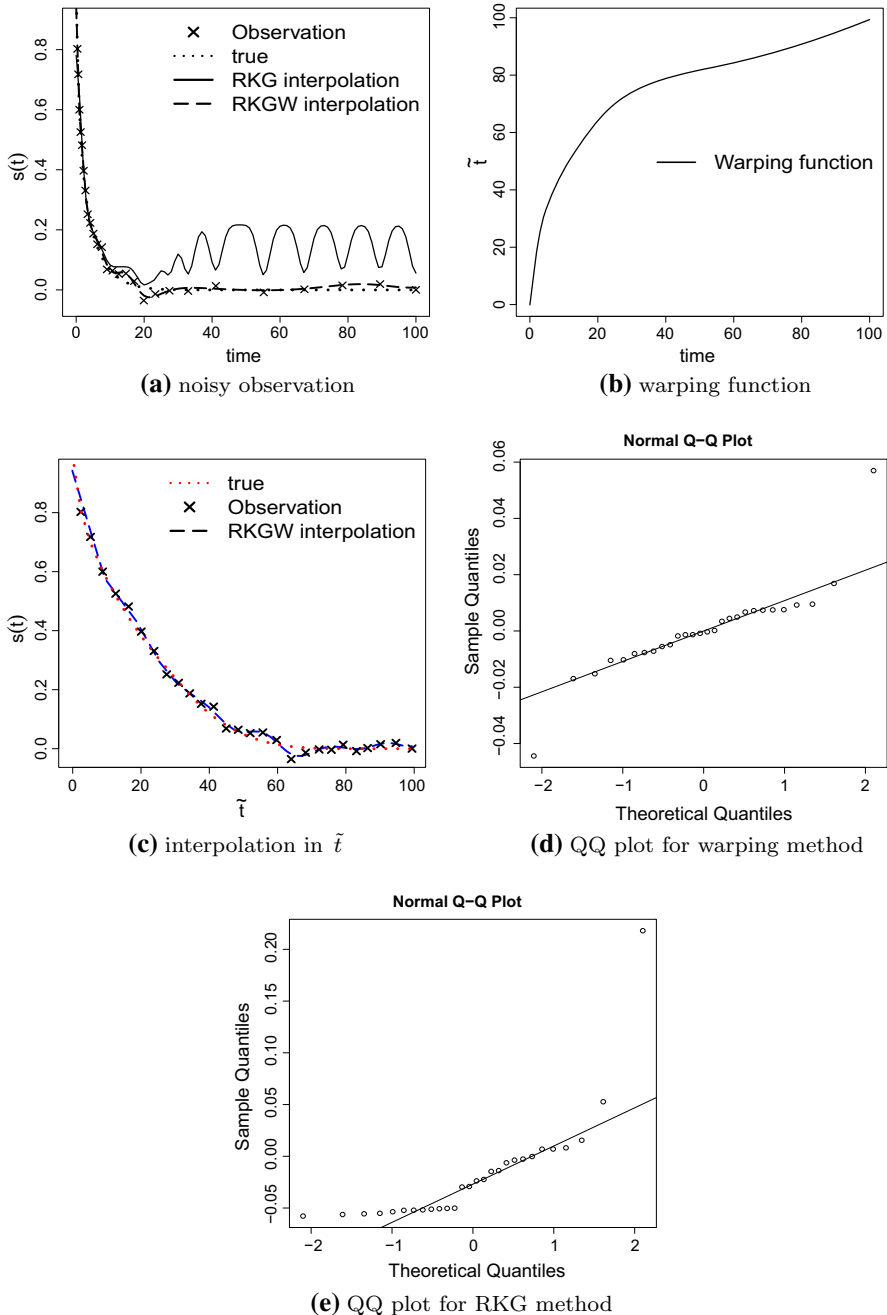 Observation
true
RKG interpolation
RKGW interpolation
s(t)
0.0 0.2 0.4 0.6 0.8
0 20 40 60 80 100
time
(a) noisy observation
Warping function
t̃
0 20 40 60 80 100
0 20 40 60 80 100
time
(b) warping function
true
Observation
RKGW interpolation
s(t)
0.0 0.2 0.4 0.6 0.8
0 20 40 60 80 100
t̃
(c) interpolation in t̃
Normal Q−Q Plot
Sample Quantiles
−0.04 −0.02 0.00 0.02 0.04 0.06
−2 −1 0 1 2
Theoretical Quantiles
(d) QQ plot for warping method
Normal Q−Q Plot
Sample Quantiles
−0.05 0.00 0.05 0.10 0.15 0.20
−2 −1 0 1 2
Theoretical Quantiles
(e) QQ plot for RKG method